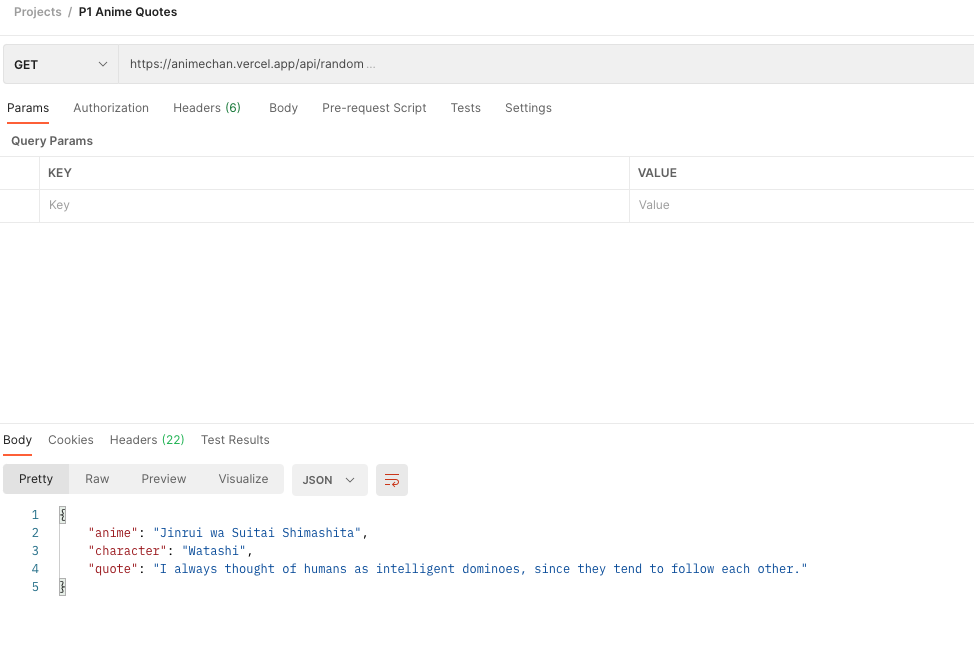 Projects / P1 Anime Quotes
GET https://animechan.vercel.app/api/random ...
Params Authorization Headers (6) Body Pre-request Script Tests Settings
Query Params
KEY VALUE
Key Value
Body Cookies Headers (22) Test Results
Pretty Raw Preview Visualize JSON
1 {
2 "anime": "Jinrui wa Suitai Shimashita",
3 "character": "Watashi",
4 "quote": "I always thought of humans as intelligent dominoes, since they tend to follow each other."
5 }